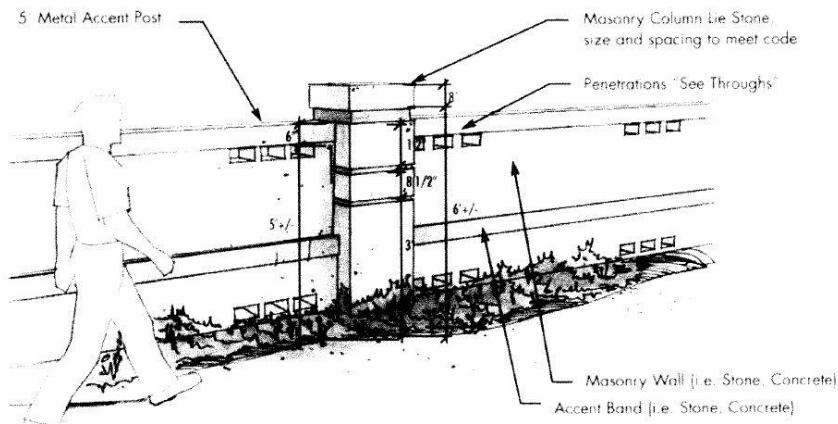 5' Metal Accent Post
Masonry Column Lie Stone,
size and spacing to meet code
Penetrations "See Throughs"
8'
6"
1'2"
8 1/2"
5'+/-
6'+/-
3'
Masonry Wall (i.e. Stone, Concrete)
Accent Band (i.e. Stone, Concrete)